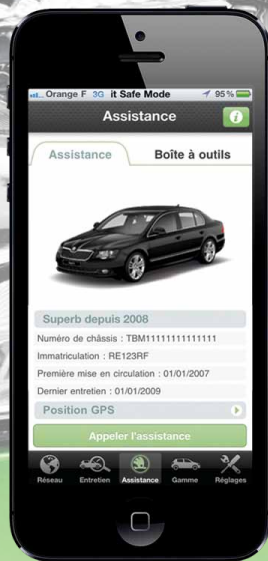 Orange F 3G it Safe Mode 95 %
Assistance
Assistance Boîte à outils
Superb depuis 2008
Numéro de châssis : TBM11111111111111
Immatriculation : RE123RF
Première mise en circulation : 01/01/2007
Dernier entretien : 01/01/2009
Position GPS
Appeler l'assistance
Réseau Entretien Assistance Gamme Réglages